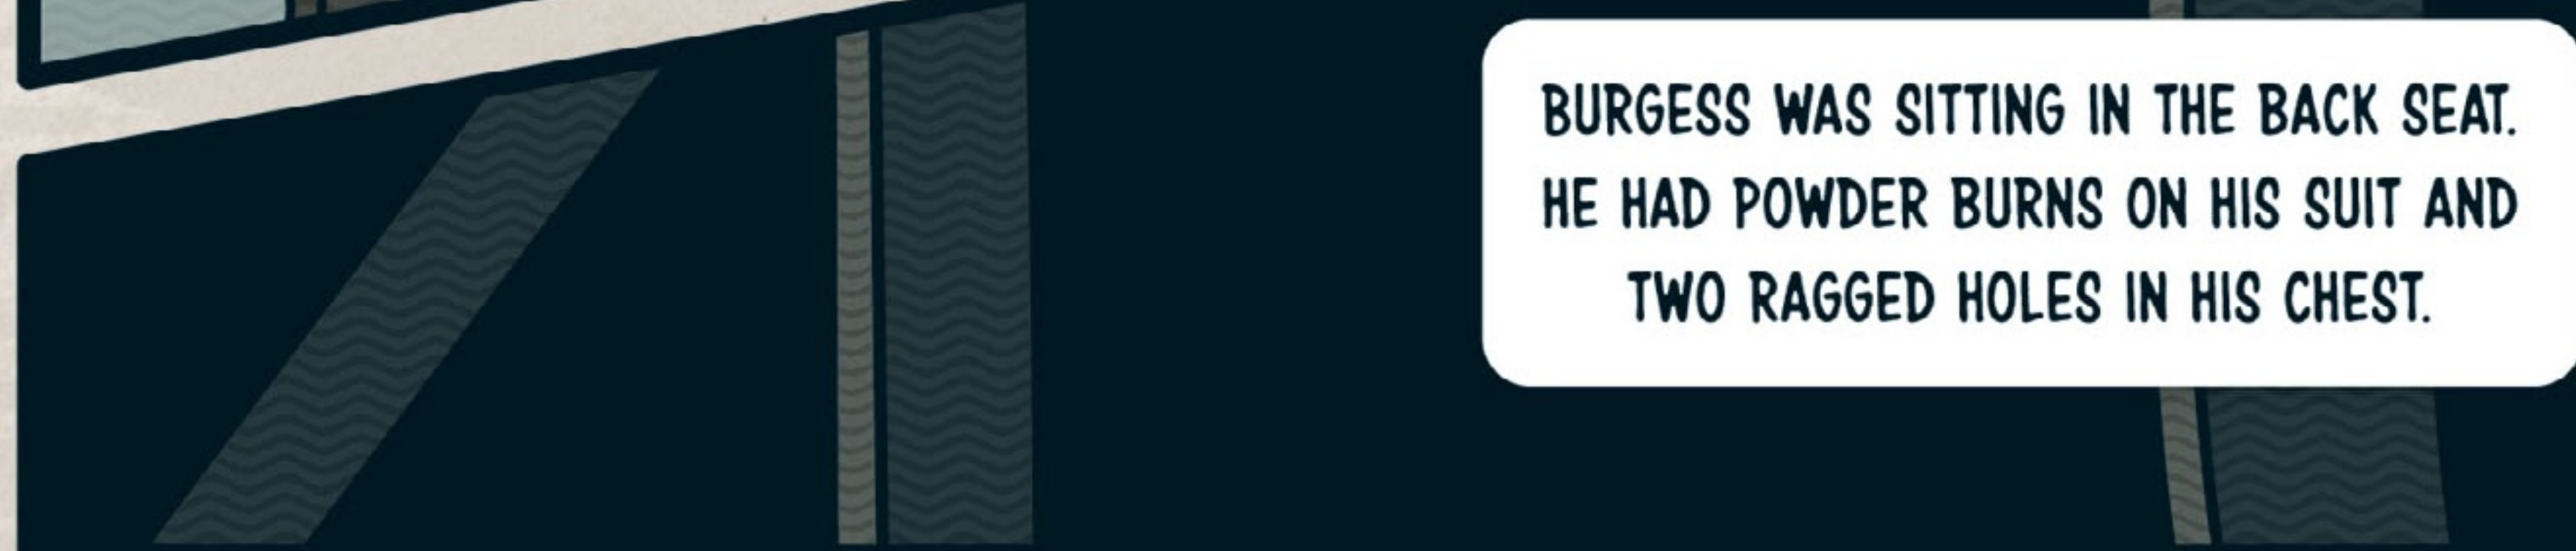 BURGESS WAS SITTING IN THE BACK SEAT.
HE HAD POWDER BURNS ON HIS SUIT AND
TWO RAGGED HOLES IN HIS CHEST.